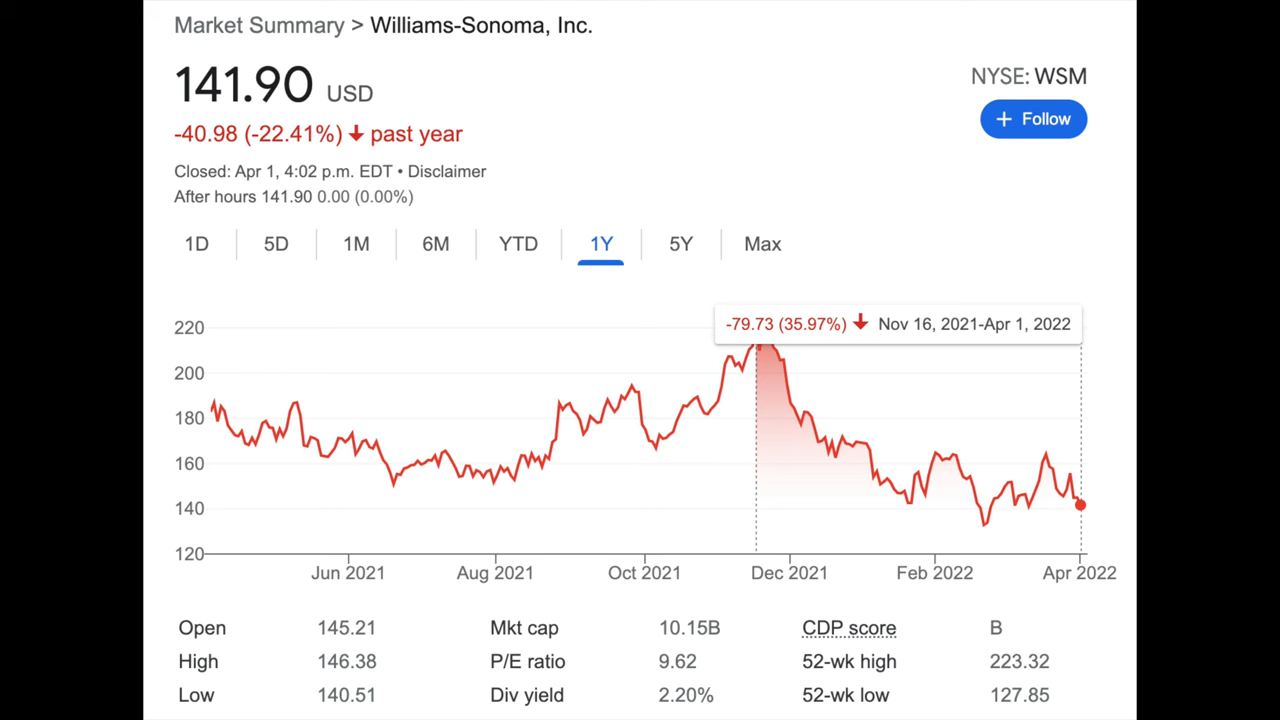 Market Summary > Williams-Sonoma, Inc.
141.90 USD
NYSE: WSM
+ Follow
-40.98 (-22.41%) ↓ past year
Closed: Apr 1, 4:02 p.m. EDT • Disclaimer
After hours 141.90 0.00 (0.00%)
1D 5D 1M 6M YTD 1Y 5Y Max
-79.73 (35.97%) ↓ Nov 16, 2021-Apr 1, 2022
220
200
180
160
140
120
Jun 2021 Aug 2021 Oct 2021 Dec 2021 Feb 2022 Apr 2022
Open 145.21 Mkt cap 10.15B CDP score B
High 146.38 P/E ratio 9.62 52-wk high 223.32
Low 140.51 Div yield 2.20% 52-wk low 127.85